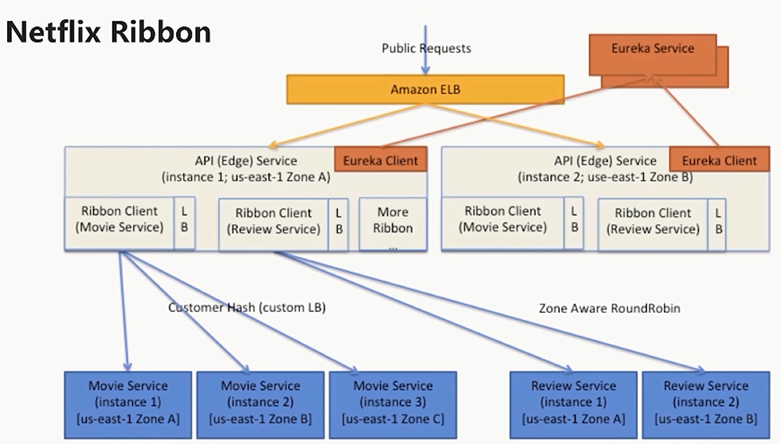 Netflix Ribbon
Public Requests
Eureka Service
Amazon ELB
API (Edge) Service
(instance 1; us-east-1 Zone A)
Eureka Client
API (Edge) Service
(instance 2; use-east-1 Zone B)
Eureka Client
Ribbon Client
(Movie Service)
L
B
Ribbon Client
(Review Service)
L
B
More
Ribbon
...
Ribbon Client
(Movie Service)
L
B
Ribbon Client
(Review Service)
L
B
Customer Hash (custom LB)
Zone Aware RoundRobin
Movie Service
(instance 1)
[us-east-1 Zone A]
Movie Service
(instance 2)
[us-east-1 Zone B]
Movie Service
(instance 3)
[us-east-1 Zone C]
Review Service
(instance 1)
[us-east-1 Zone A]
Review Service
(instance 2)
[us-east-1 Zone B]